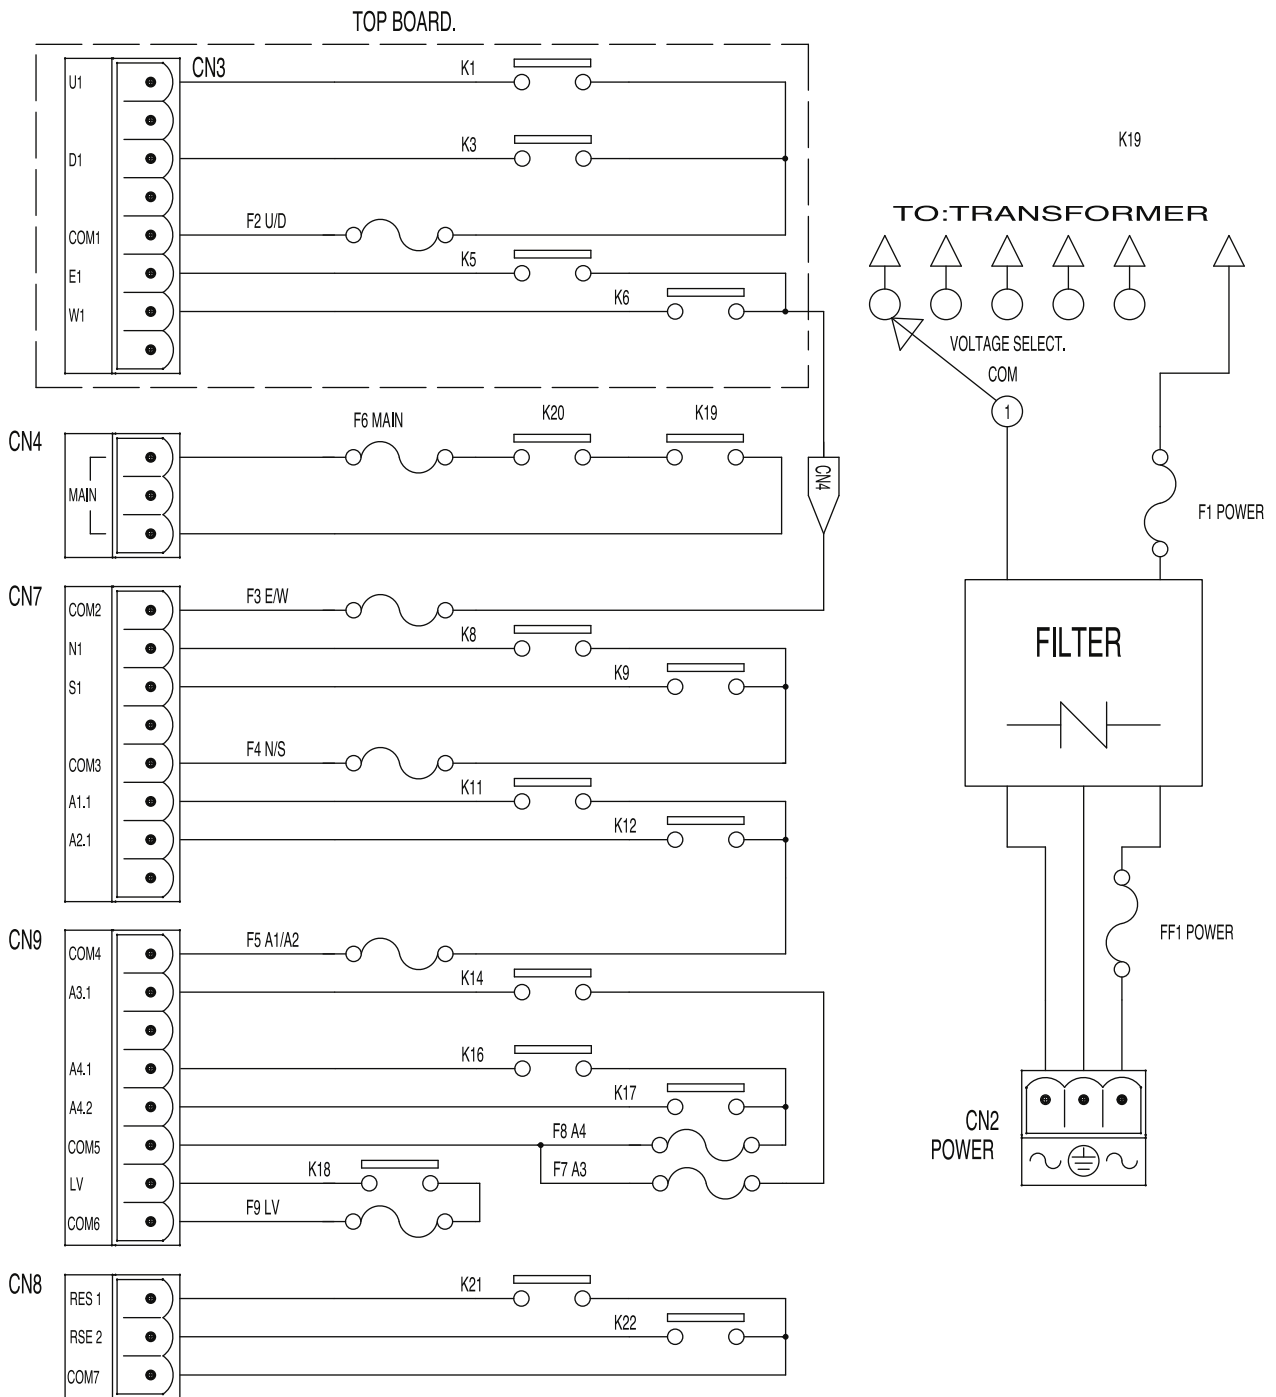 TOP BOARD.
CN3
U1
K1
D1
K3
COM1
F2 U/D
E1
K5
W1
K6
K19
TO:TRANSFORMER
VOLTAGE SELECT.
COM
1
F1 POWER
FILTER
FF1 POWER
CN2
POWER
CN4
MAIN
F6 MAIN
K20
K19
CN4
CN7
COM2
F3 E/W
N1
K8
S1
K9
COM3
F4 N/S
A1.1
K11
A2.1
K12
CN9
COM4
F5 A1/A2
A3.1
K14
A4.1
K16
A4.2
K17
COM5
F8 A4
F7 A3
LV
K18
COM6
F9 LV
CN8
RES 1
K21
RSE 2
K22
COM7